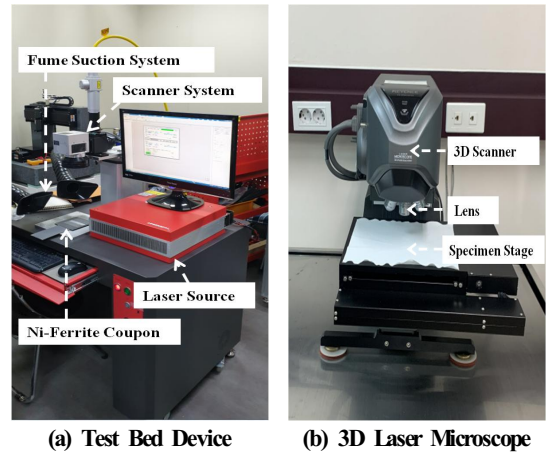 Fume Suction System
Scanner System
Laser Source
Ni-Ferrite Coupon
(a) Test Bed Device
3D Scanner
Lens
Specimen Stage
(b) 3D Laser Microscope